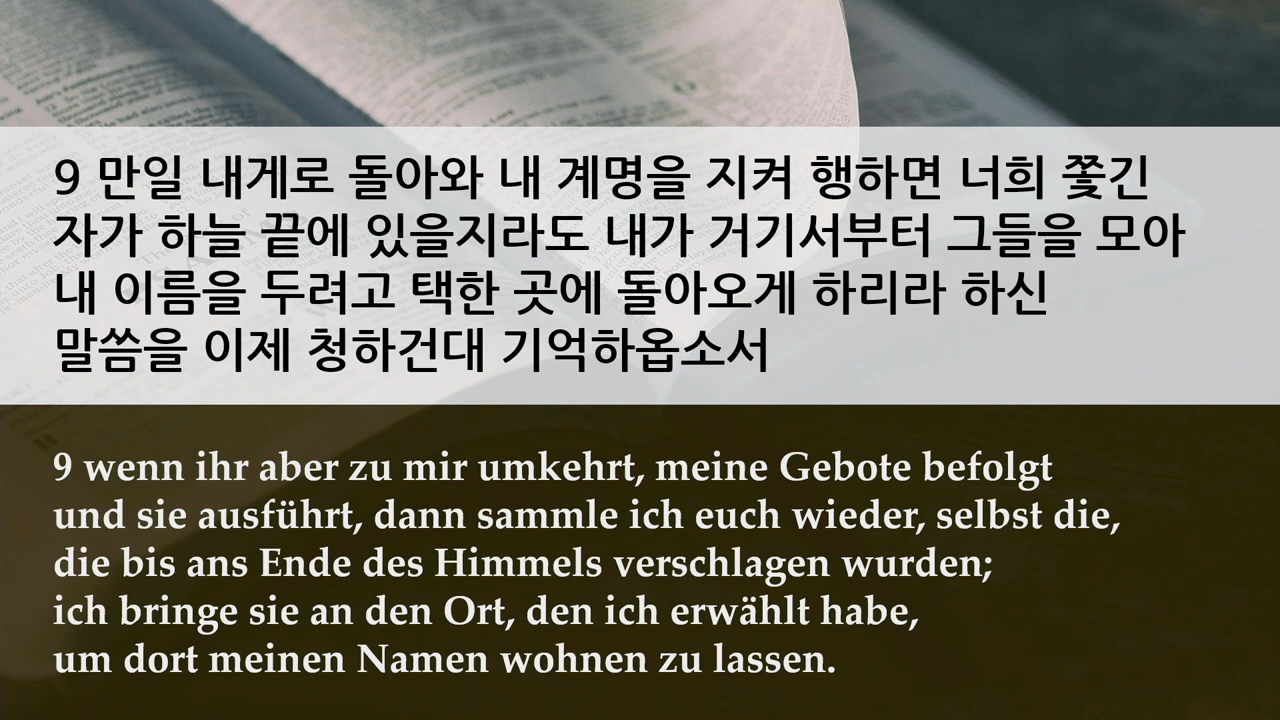 9 만일 내게로 돌아와 내 계명을 지켜 행하면 너희 쫓긴
자가 하늘 끝에 있을지라도 내가 거기서부터 그들을 모아
내 이름을 두려고 택한 곳에 돌아오게 하리라 하신
말씀을 이제 청하건대 기억하옵소서
9 wenn ihr aber zu mir umkehrt, meine Gebote befolgt
und sie ausführt, dann sammle ich euch wieder, selbst die,
die bis ans Ende des Himmels verschlagen wurden;
ich bringe sie an den Ort, den ich erwählt habe,
um dort meinen Namen wohnen zu lassen.